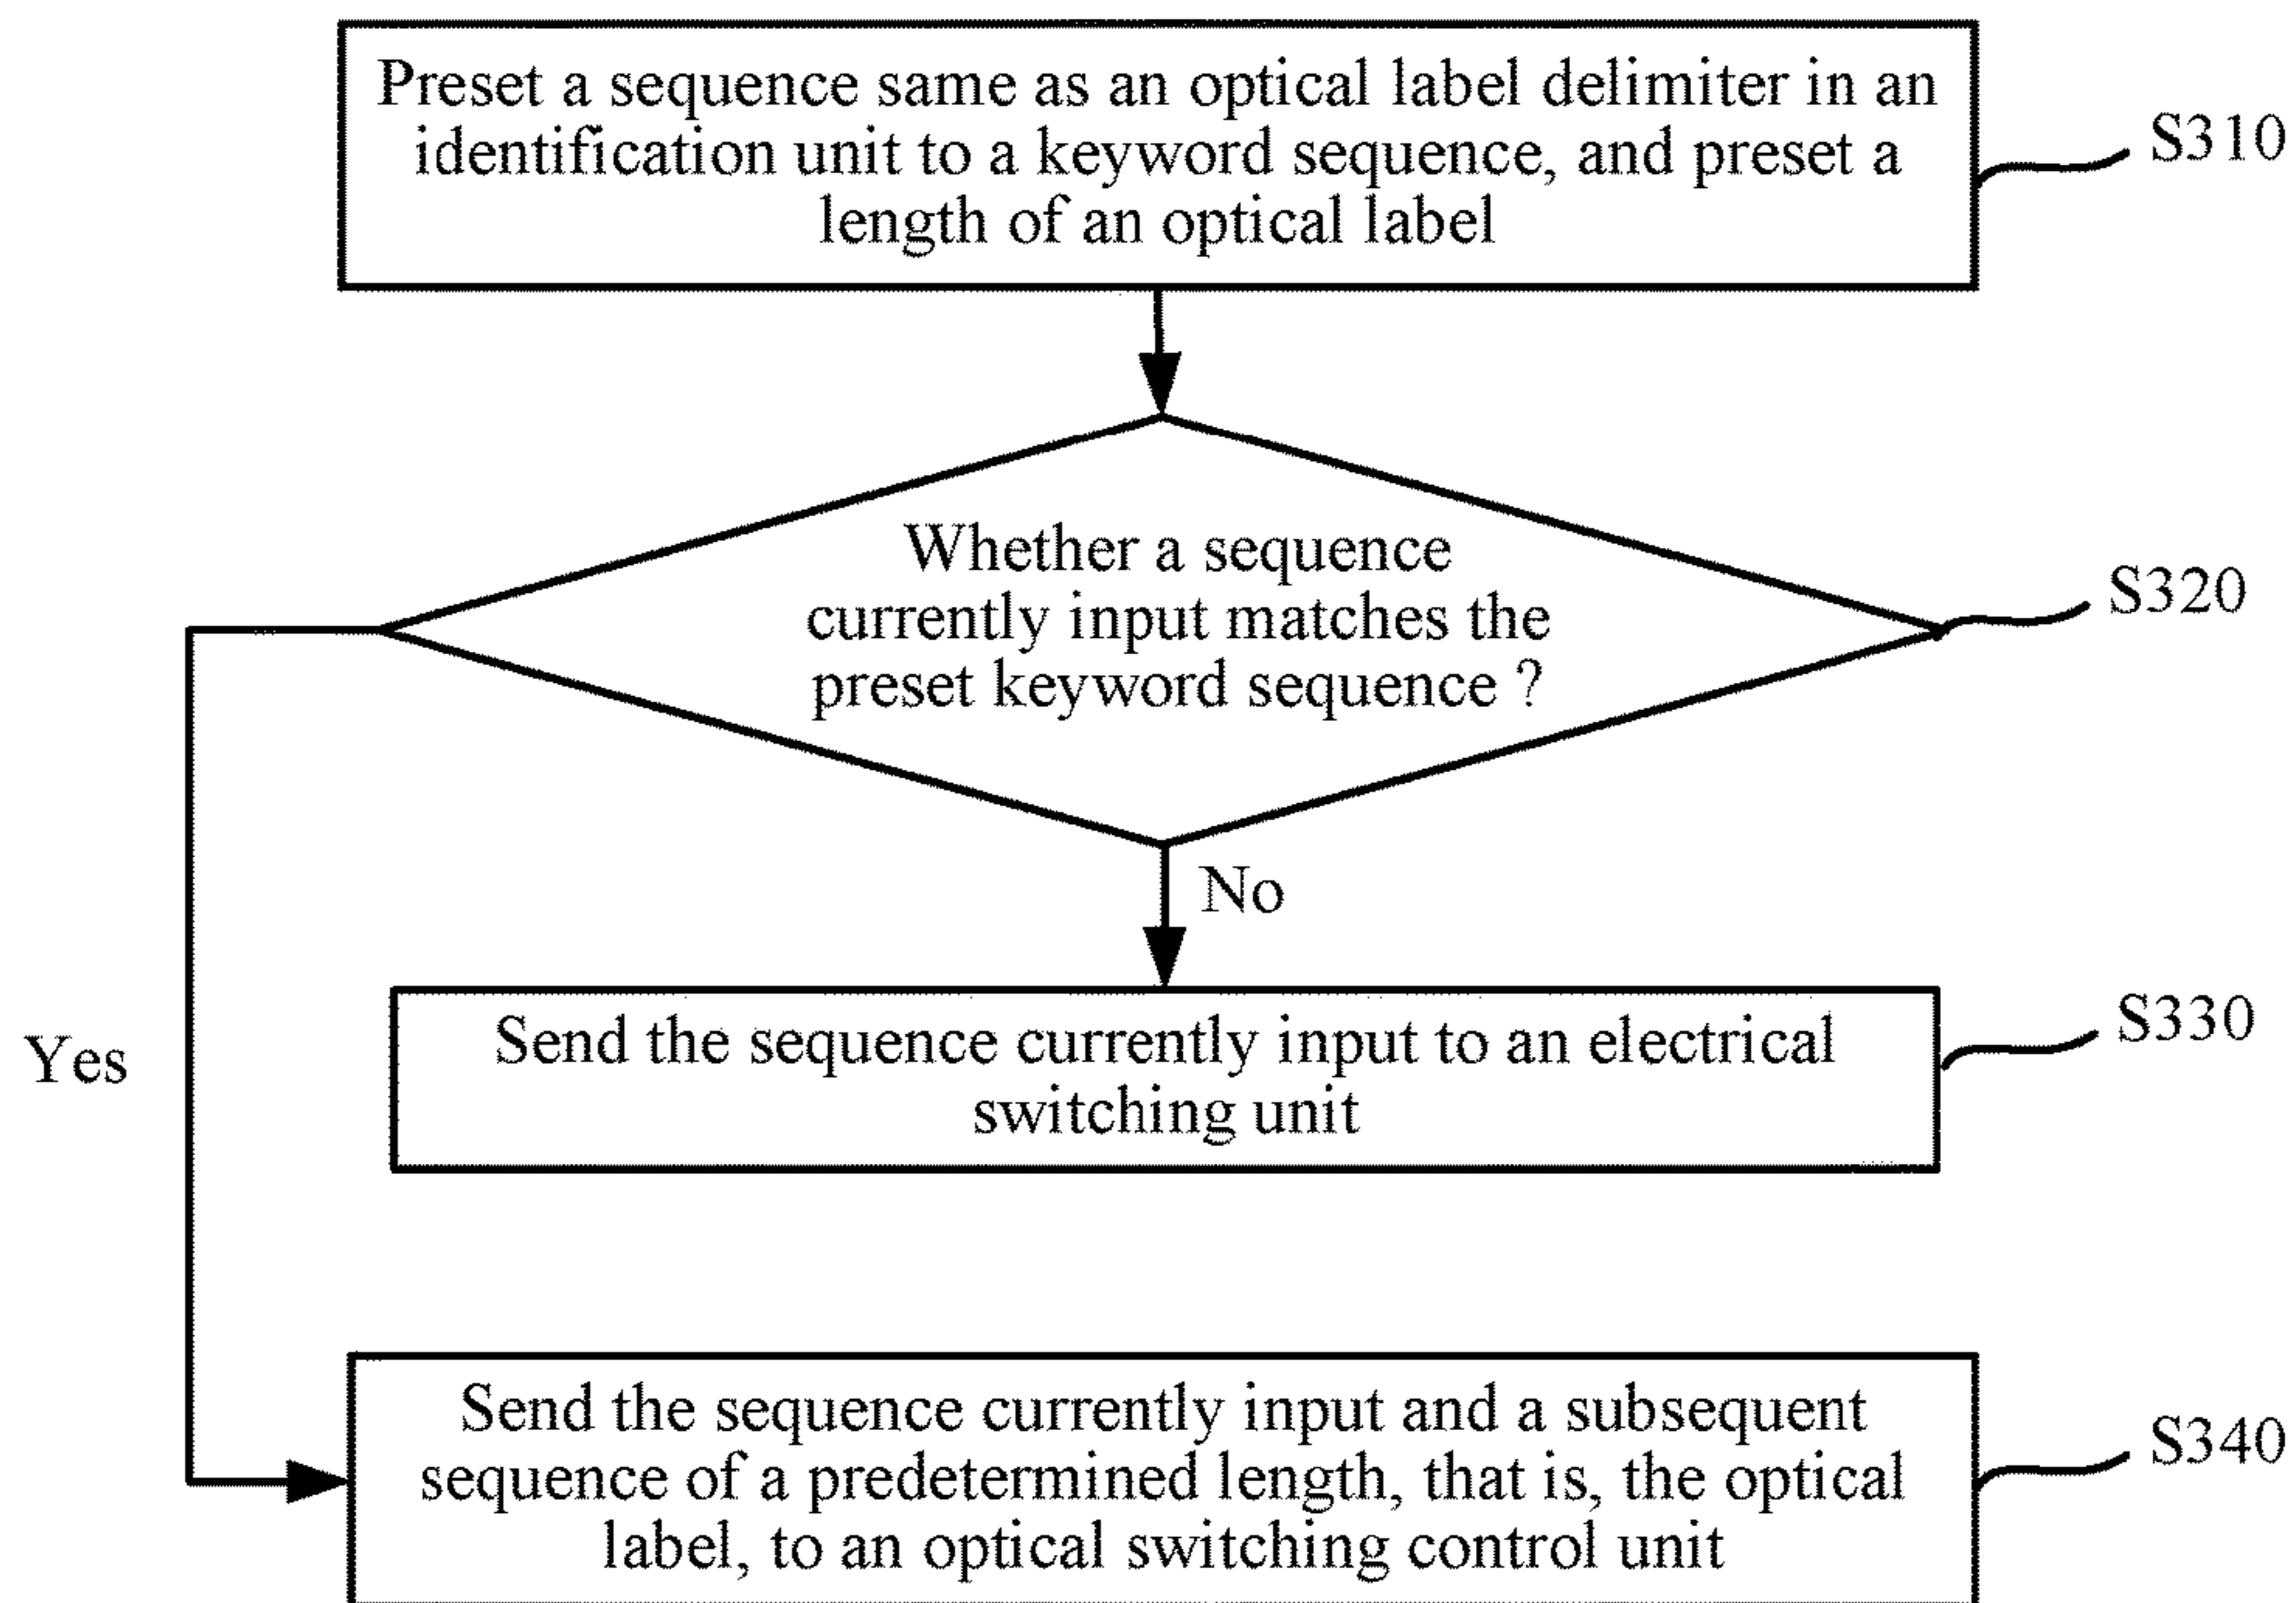 Preset a sequence same as an optical label delimiter in an
identification unit to a keyword sequence, and preset a
length of an optical label
S310
Whether a sequence
currently input matches the
preset keyword sequence ?
S320
No
Yes
Send the sequence currently input to an electrical
switching unit
S330
Send the sequence currently input and a subsequent
sequence of a predetermined length, that is, the optical
label, to an optical switching control unit
S340